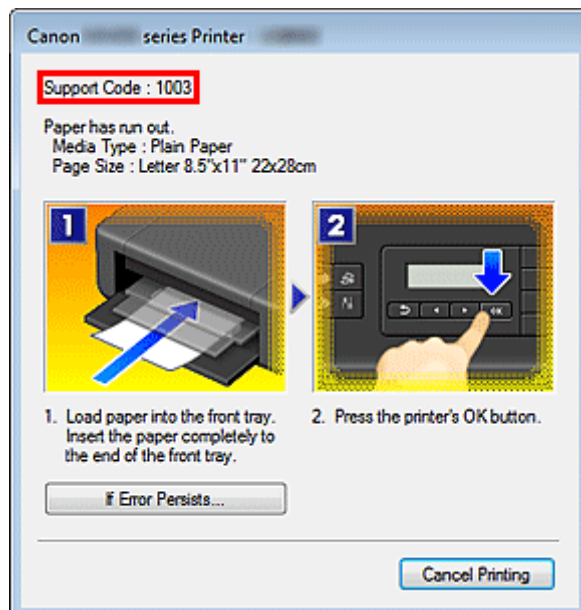 Canon series Printer
Support Code : 1003
Paper has run out.
Media Type : Plain Paper
Page Size : Letter 8.5"x11" 22x28cm
1
2
OK
1. Load paper into the front tray.
Insert the paper completely to
the end of the front tray.
2. Press the printer's OK button.
If Error Persists...
Cancel Printing